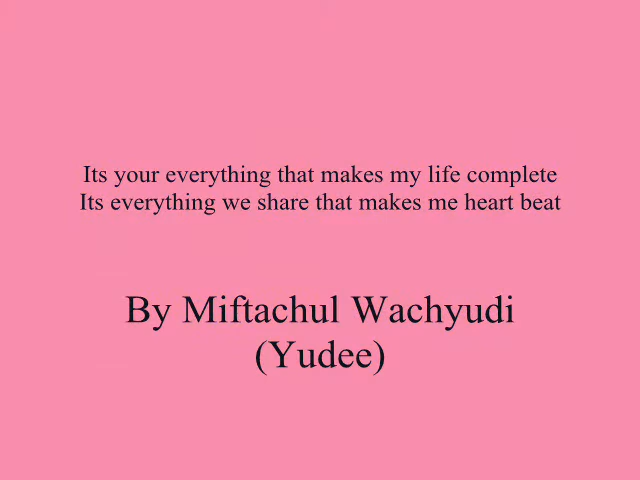 Its your everything that makes my life complete
Its everything we share that makes me heart beat
By Miftachul Wachyudi
(Yudee)